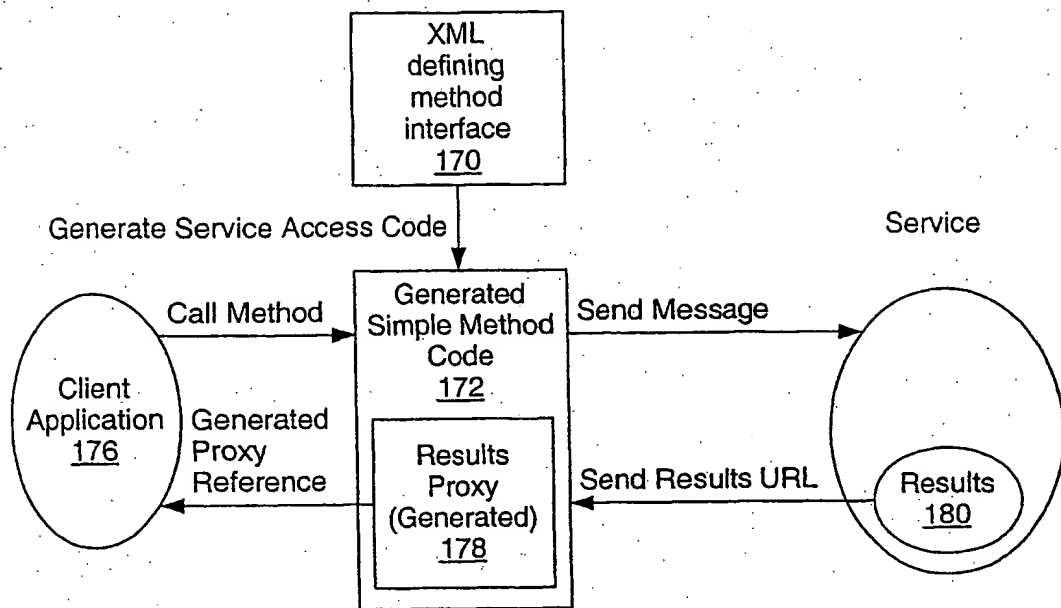 XML
defining
method
interface
170
Generate Service Access Code
Service
Call Method
Generated
Simple Method
Code
172
Send Message
Client
Application
176
Generated
Proxy
Reference
Results
Proxy
(Generated)
178
Send Results URL
Results
180